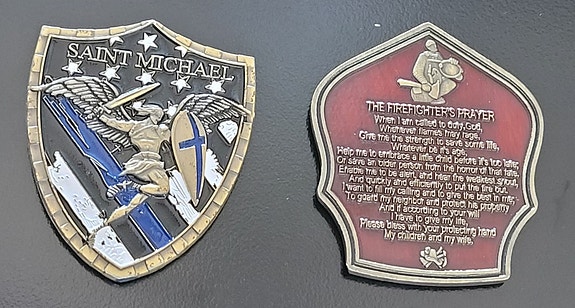 SAINT MICHAEL
THE FIREFIGHTER'S PRAYER
When I am called to duty, God,
Whenever flames may rage,
Give me the strength to save some life,
Whatever be it's age.
Help me to embrace a little child before it's too late,
Or save an older person from the horror of that fate.
Enable me to be alert, and hear the weakest shout,
And quickly and efficiently to put the fire out.
I want to fill my calling and to give the best in me,
To guard my neighbor and protect his property
And if according to your will
I have to give my life,
Please bless with your protecting hand
My children and my wife.